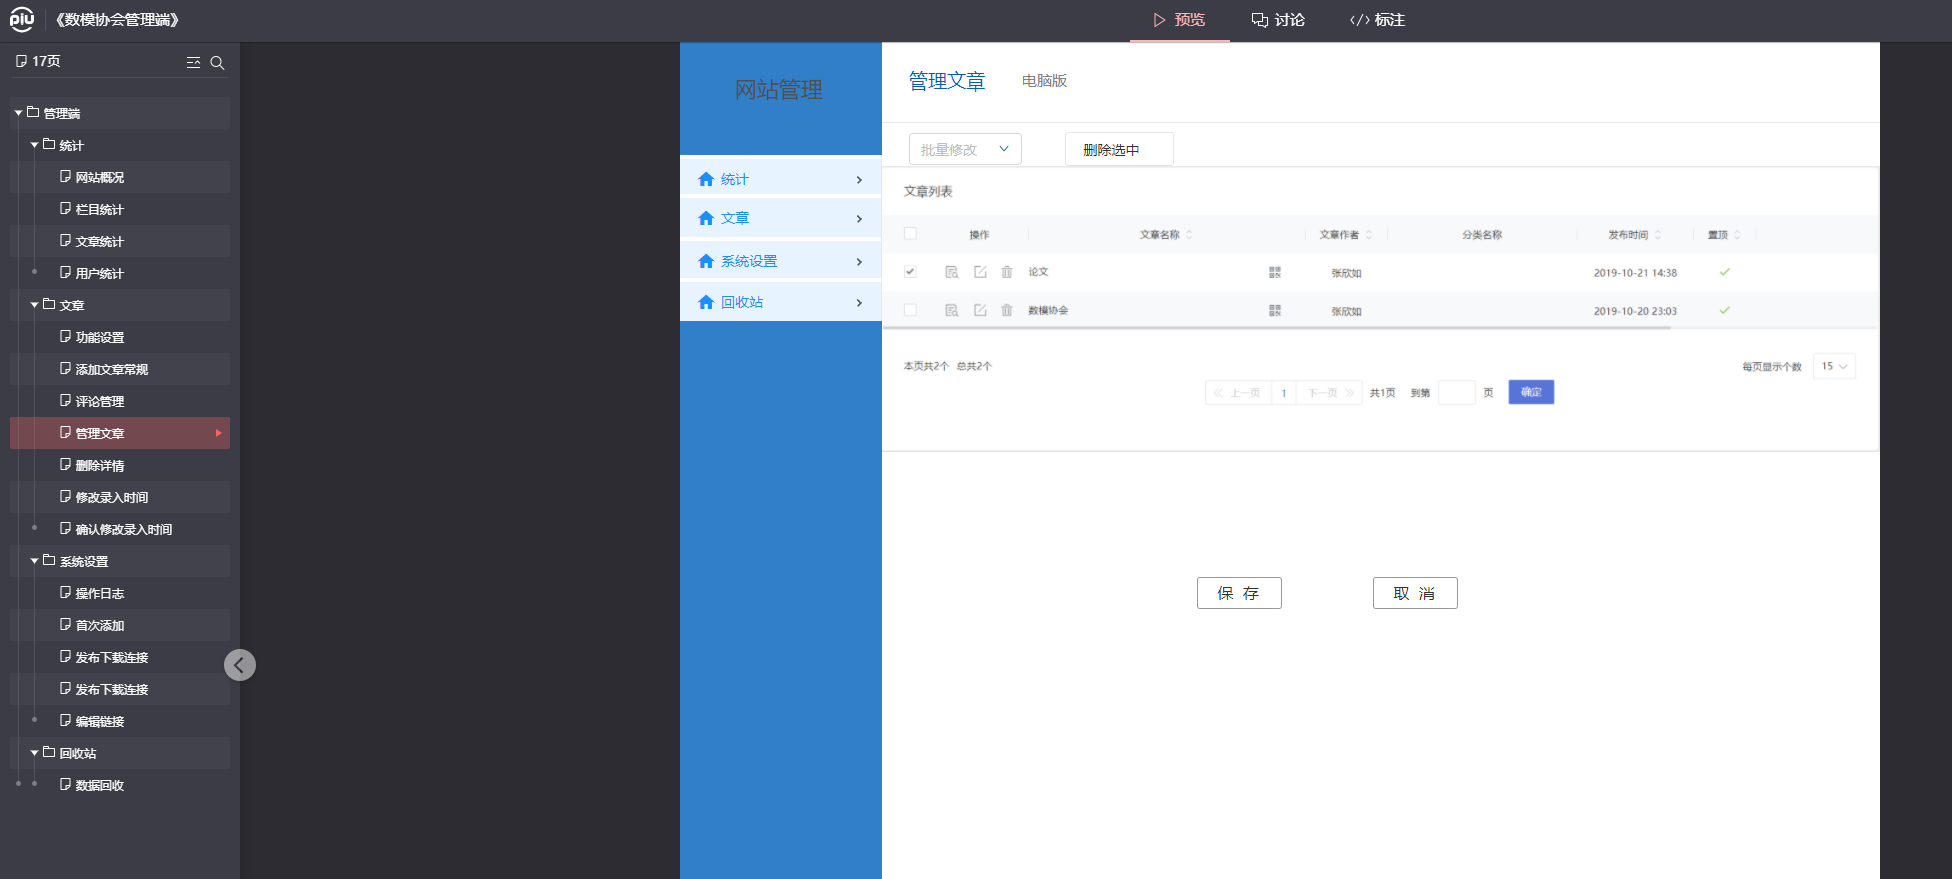 piu 《数模协会管理端》 预览 讨论 </> 标注
17页
管理端
统计
网站概况
栏目统计
文章统计
用户统计
文章
功能设置
添加文章常规
评论管理
管理文章
删除详情
修改录入时间
确认修改录入时间
系统设置
操作日志
首次添加
发布下载连接
发布下载连接
编辑链接
回收站
数据回收
网站管理
统计
文章
系统设置
回收站
管理文章 电脑版
批量修改 删除选中
文章列表
操作 文章名称 文章作者 分类名称 发布时间 置顶
论文 张欣如 2019-10-21 14:38
数模协会 张欣如 2019-10-20 23:03
本页共2个 总共2个 每页显示个数 15
上一页 1 下一页 共1页 到第 页 确定
保 存 取 消